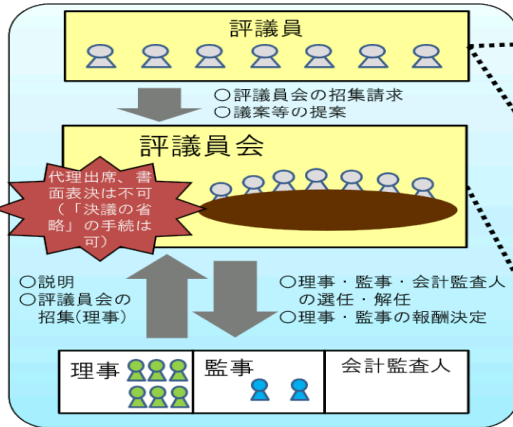 評議員
○評議員会の招集請求
○議案等の提案
評議員会
代理出席、書
面表決は不可
（「決議の省
略」の手続は
可）
○説明
○評議員会の
招集(理事)
○理事・監事・会計監査人
の選任・解任
○理事・監事の報酬決定
理事
監事
会計監査人